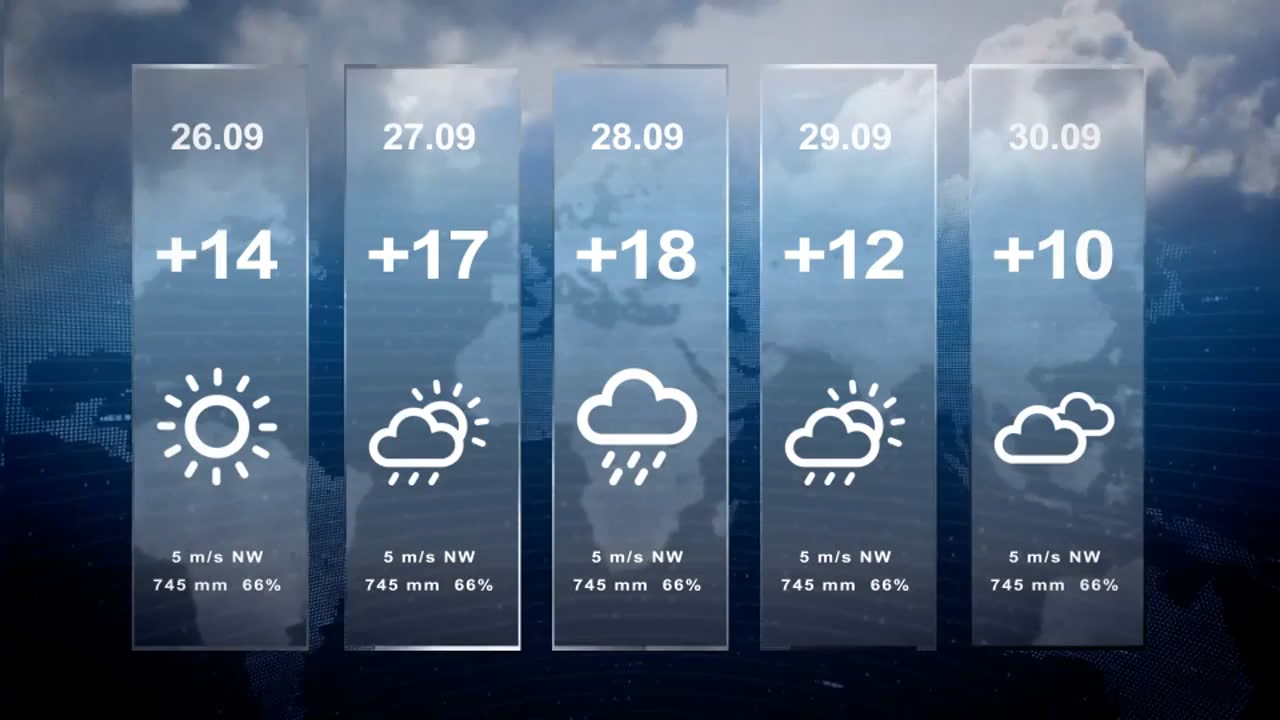 26.09
+14
5 m/s NW
745 mm 66%
27.09
+17
5 m/s NW
745 mm 66%
28.09
+18
5 m/s NW
745 mm 66%
29.09
+12
5 m/s NW
745 mm 66%
30.09
+10
5 m/s NW
745 mm 66%